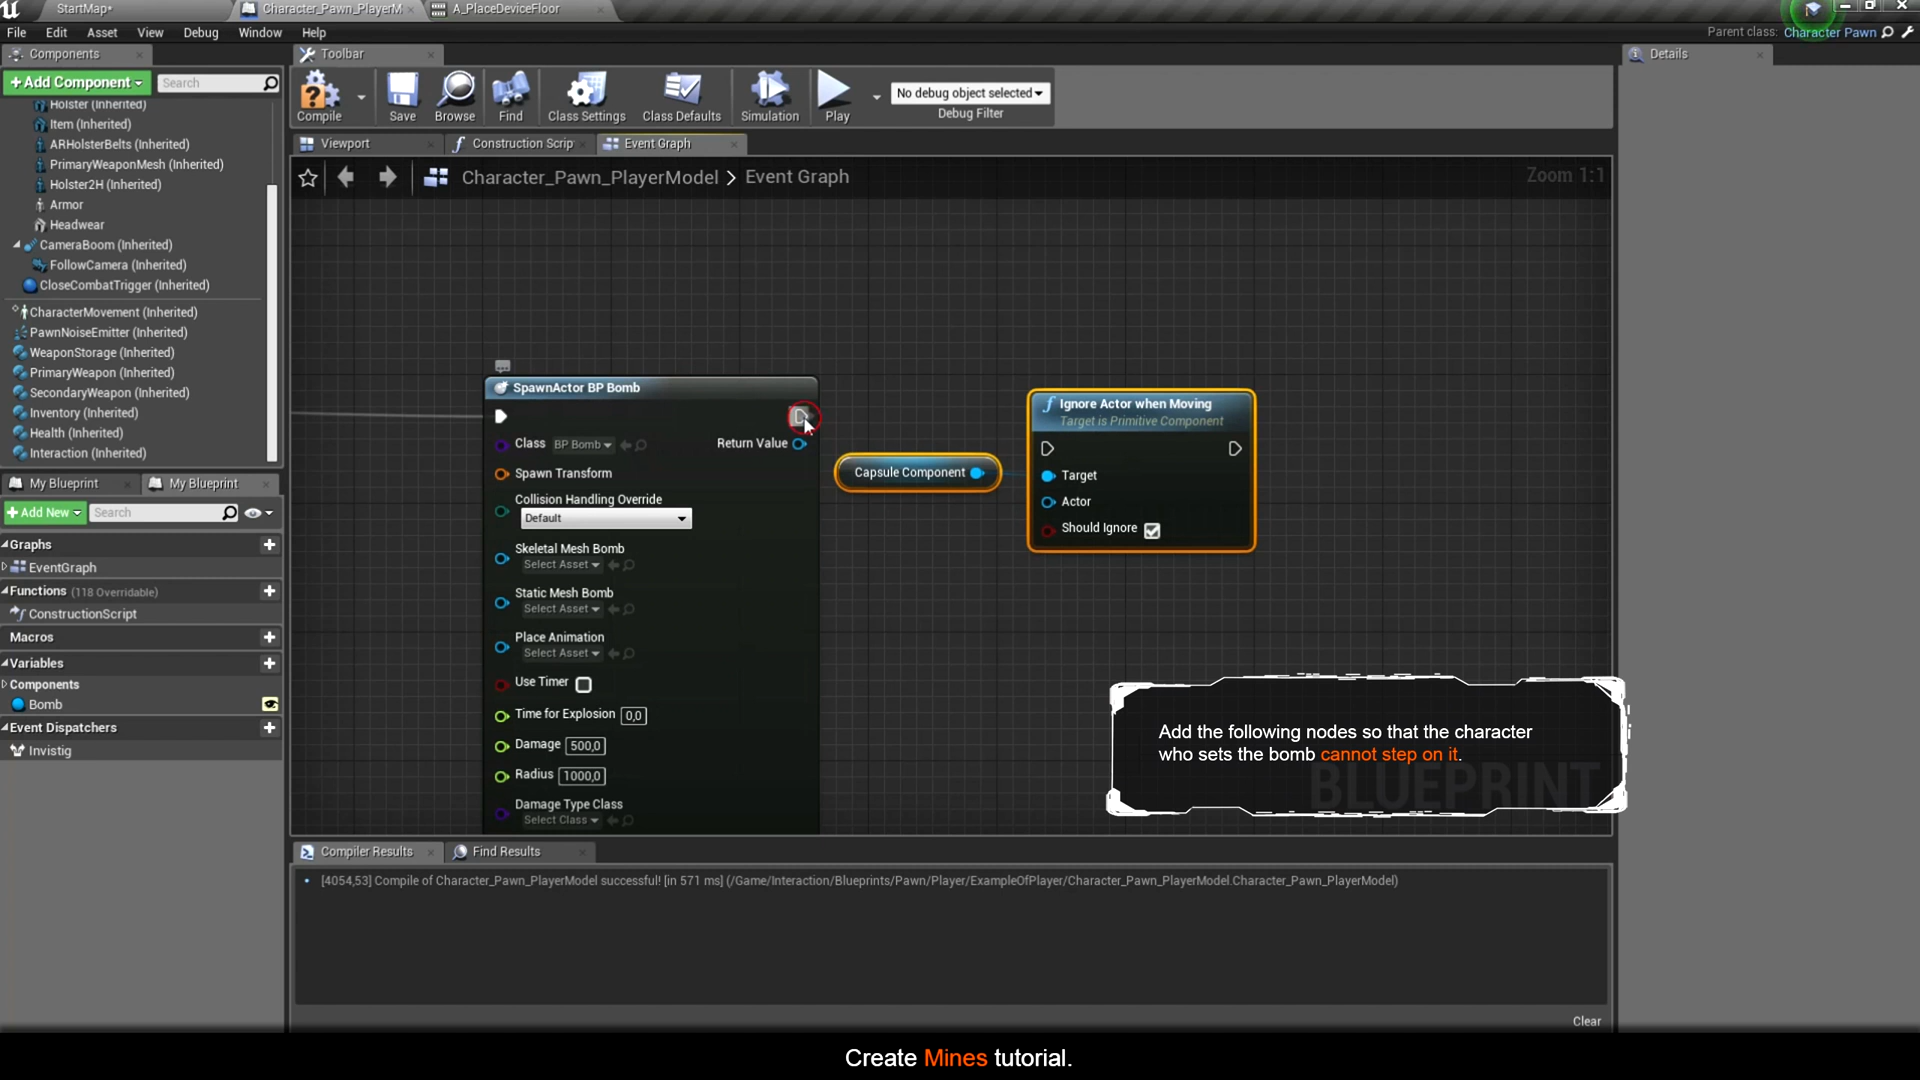 StartMap*
Character_Pawn_PlayerM
A_PlaceDeviceFloor
File Edit Asset View Debug Window Help
Parent class: Character Pawn
Components
Toolbar
Details
+ Add Component
Search
Compile
Save
Browse
Find
Class Settings
Class Defaults
Simulation
Play
No debug object selected
Debug Filter
Holster (Inherited)
Item (Inherited)
ARHolsterBelts (Inherited)
PrimaryWeaponMesh (Inherited)
Holster2H (Inherited)
Armor
Headwear
CameraBoom (Inherited)
FollowCamera (Inherited)
CloseCombatTrigger (Inherited)
CharacterMovement (Inherited)
PawnNoiseEmitter (Inherited)
WeaponStorage (Inherited)
PrimaryWeapon (Inherited)
SecondaryWeapon (Inherited)
Inventory (Inherited)
Health (Inherited)
Interaction (Inherited)
Viewport
Construction Scrip
Event Graph
Character_Pawn_PlayerModel > Event Graph
Zoom 1:1
SpawnActor BP Bomb
Class BP Bomb
Return Value
Spawn Transform
Collision Handling Override
Default
Skeletal Mesh Bomb
Select Asset
Static Mesh Bomb
Select Asset
Place Animation
Select Asset
Use Timer
Time for Explosion 0,0
Damage 500,0
Radius 1000,0
Damage Type Class
Select Class
Capsule Component
Ignore Actor when Moving
Target is Primitive Component
Target
Actor
Should Ignore
Add the following nodes so that the character
who sets the bomb cannot step on it.
BLUEPRINT
My Blueprint
My Blueprint
+ Add New
Search
Graphs
EventGraph
Functions (118 Overridable)
ConstructionScript
Macros
Variables
Components
Bomb
Event Dispatchers
Invistig
Compiler Results
Find Results
[4054,53] Compile of Character_Pawn_PlayerModel successful! [in 571 ms] (/Game/Interaction/Blueprints/Pawn/Player/ExampleOfPlayer/Character_Pawn_PlayerModel.Character_Pawn_PlayerModel)
Clear
Create Mines tutorial.